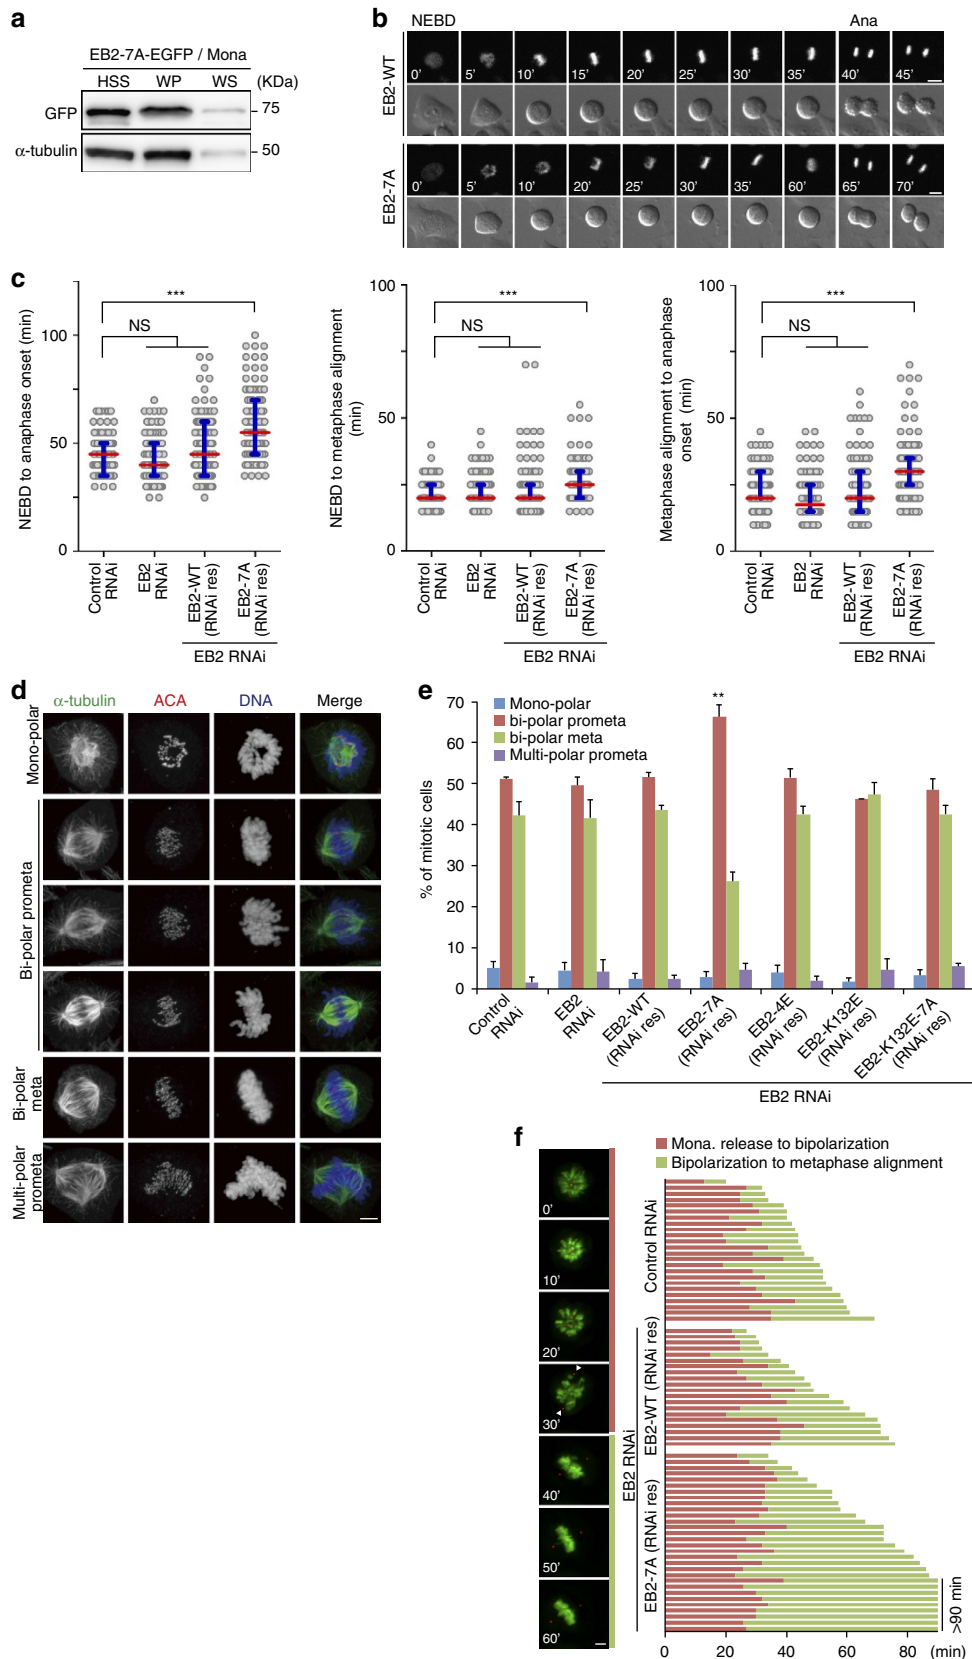 a
EB2-7A-EGFP / Mona
HSS WP WS (KDa)
GFP
75
α-tubulin
50
b
NEBD Ana
EB2-WT
0' 5' 10' 15' 20' 25' 30' 35' 40' 45'
EB2-7A
0' 5' 10' 15' 20' 25' 30' 35' 60' 65' 70'
c
NEBD to anaphase onset (min)
100
50
0
***
NS
Control RNAi
EB2 RNAi
EB2-WT (RNAi res)
EB2-7A (RNAi res)
EB2 RNAi
NEBD to metaphase alignment (min)
100
50
0
***
NS
Control RNAi
EB2 RNAi
EB2-WT (RNAi res)
EB2-7A (RNAi res)
EB2 RNAi
Metaphase alignment to anaphase onset (min)
100
50
0
***
NS
Control RNAi
EB2 RNAi
EB2-WT (RNAi res)
EB2-7A (RNAi res)
EB2 RNAi
d
α-tubulin ACA DNA Merge
Mono-polar
Bi-polar prometa
Bi-polar meta
Multi-polar prometa
e
% of mitotic cells
70
60
50
40
30
20
10
0
Mono-polar
bi-polar prometa
bi-polar meta
Multi-polar prometa
**
Control RNAi
EB2 RNAi
EB2-WT (RNAi res)
EB2-7A (RNAi res)
EB2-4E (RNAi res)
EB2-K132E (RNAi res)
EB2-K132E-7A (RNAi res)
EB2 RNAi
f
0'
10'
20'
30'
40'
50'
60'
Mona. release to bipolarization
Bipolarization to metaphase alignment
Control RNAi
EB2-WT (RNAi res)
EB2-7A (RNAi res)
EB2 RNAi
>90 min
0 20 40 60 80 (min)